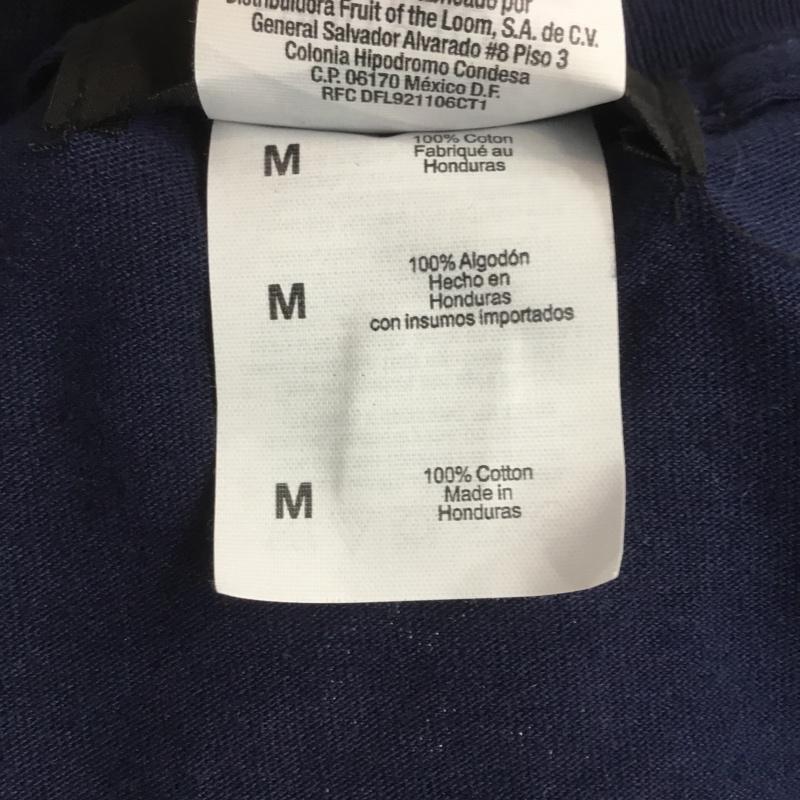 Distribuidora Fruit of the Loom, S.A. de C.V.
General Salvador Alvarado #8 Piso 3
Colonia Hipodromo Condesa
C.P. 06170 México D.F.
RFC DFL921106CT1
M
100% Coton
Fabriqué au
Honduras
M
100% Algodón
Hecho en
Honduras
con insumos importados
M
100% Cotton
Made in
Honduras